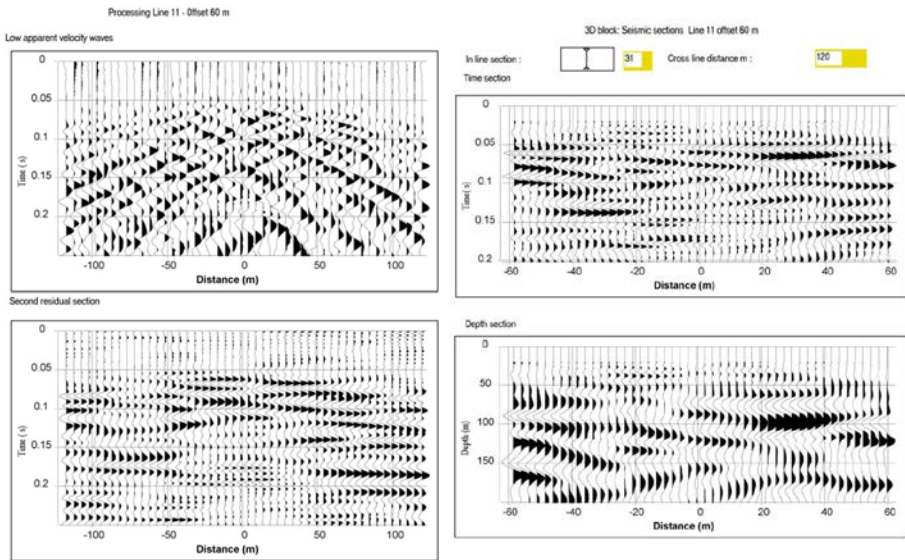 Processing Line 11 - Offset 60 m
Low apparent velocity waves
0
0.05
0.1
0.15
0.2
Time ( s)
-100 -50 0 50 100
Distance (m)
Second residual section
0
0.05
0.1
0.15
0.2
Time ( s)
-100 -50 0 50 100
Distance (m)
3D block: Seismic sections Line 11 offset 60 m
In line section : 31 Cross line distance m : 120
Time section
0
0.05
0.1
0.15
0.2
Time(s)
-60 -40 -20 0 20 40 60
Distance (m)
Depth section
0
50
100
150
Depth (m)
-60 -40 -20 0 20 40 60
Distance (m)